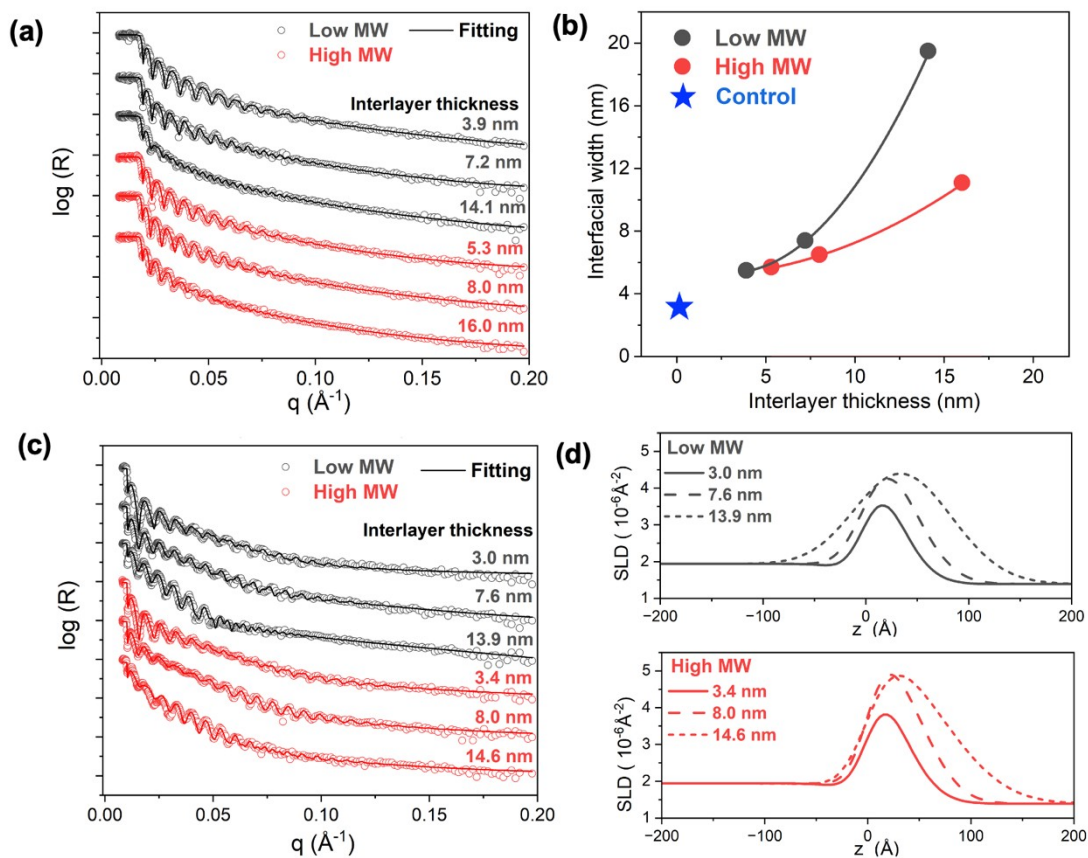 (a)
Low MW
High MW
Fitting
Interlayer thickness
3.9 nm
7.2 nm
14.1 nm
5.3 nm
8.0 nm
16.0 nm
log (R)
0.00 0.05 0.10 0.15 0.20
q (Å-1)
(b)
Low MW
High MW
Control
20
16
12
8
4
0
Interfacial width (nm)
0 5 10 15 20
Interlayer thickness (nm)
(c)
Low MW
High MW
Fitting
Interlayer thickness
3.0 nm
7.6 nm
13.9 nm
3.4 nm
8.0 nm
14.6 nm
log (R)
0.00 0.05 0.10 0.15 0.20
q (Å-1)
(d)
Low MW
3.0 nm
7.6 nm
13.9 nm
5
4
3
2
1
SLD ( 10-6Å-2)
−200 −100 0 100 200
z (Å)
High MW
3.4 nm
8.0 nm
14.6 nm
5
4
3
2
1
SLD ( 10-6Å-2)
−200 −100 0 100 200
z (Å)